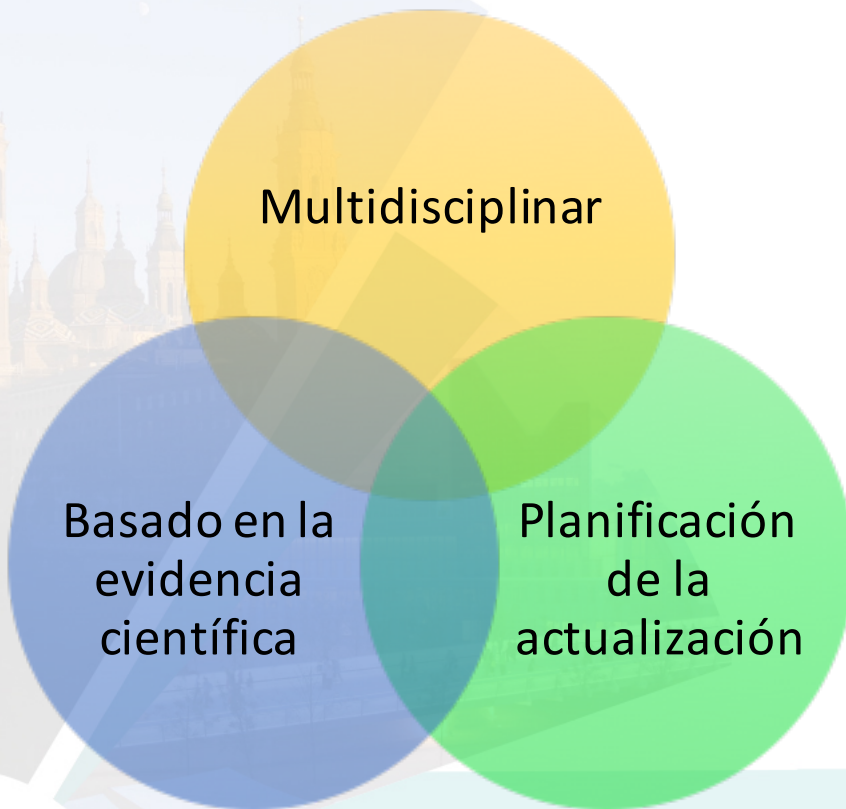 Multidisciplinar
Basado en la
evidencia
científica
Planificación
de la
actualización